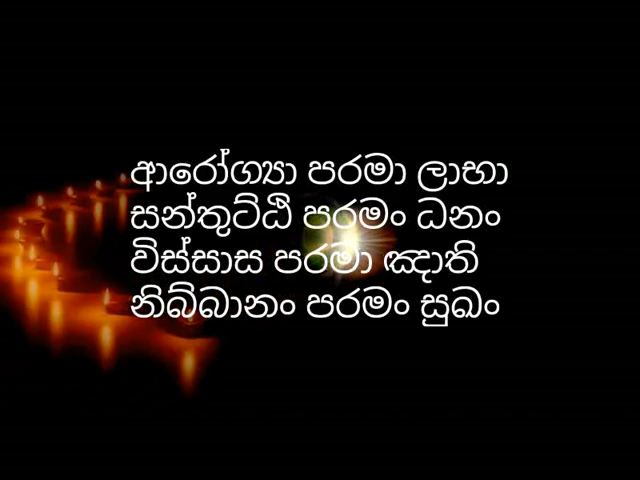 ආරෝග්‍යා පරමා ලාභා
සන්තුට්ඨි පරමං ධනං
විස්සාස පරමා ඤාති
නිබ්බානං පරමං සුඛං